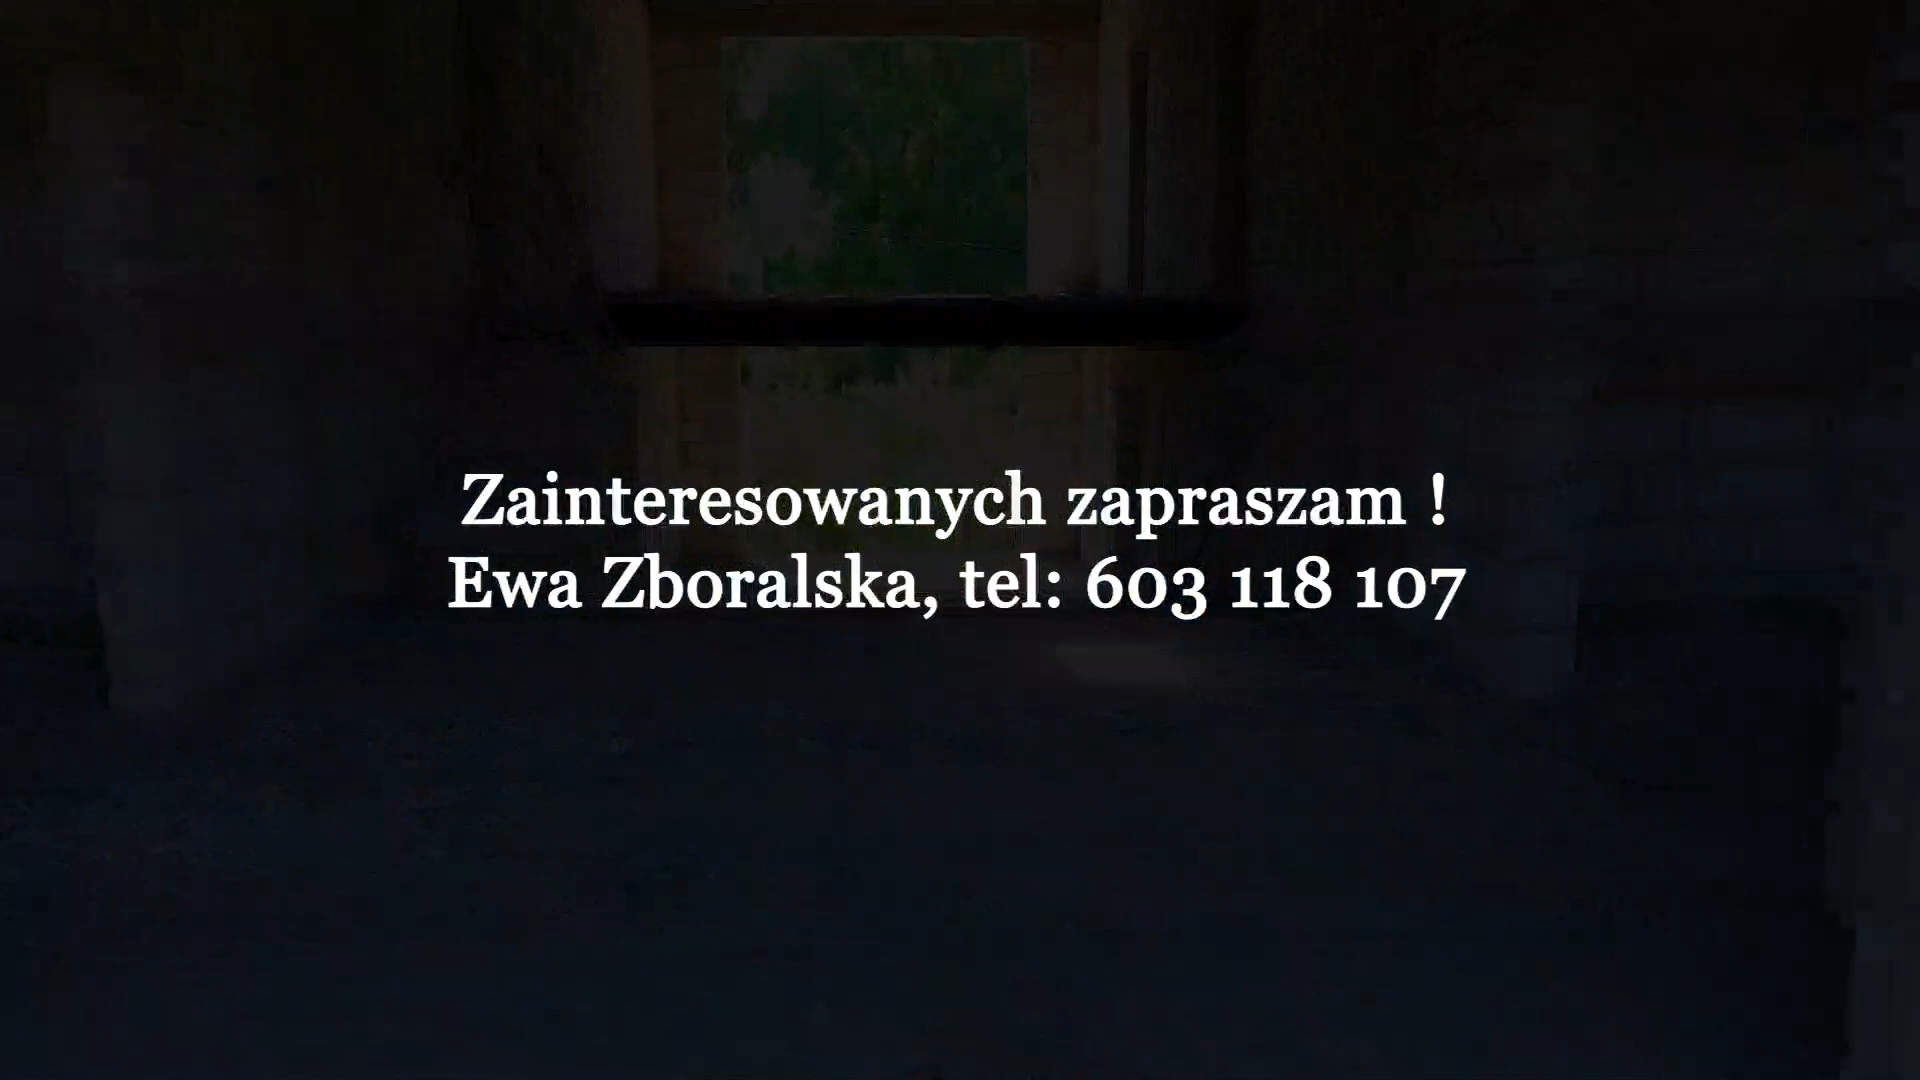 Zainteresowanych zapraszam !
Ewa Zboralska, tel: 603 118 107